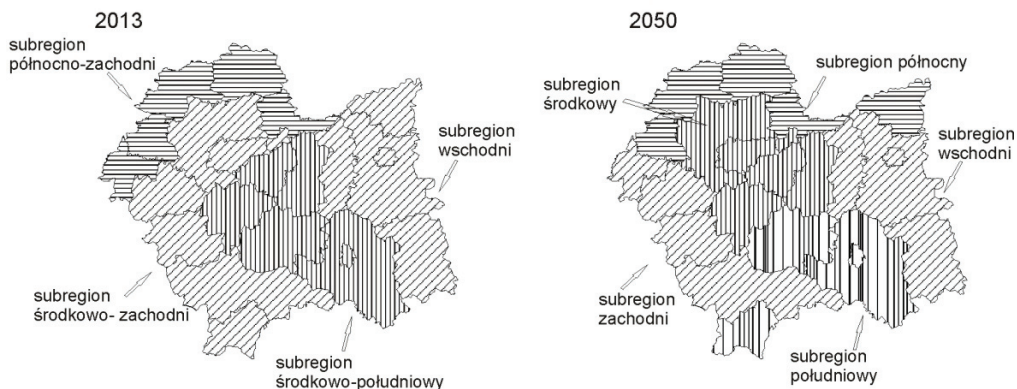 2013
subregion
północno-zachodni
subregion
wschodni
subregion
środkowo- zachodni
subregion
środkowo-południowy
2050
subregion północny
subregion
środkowy
subregion
wschodni
subregion
zachodni
subregion
południowy